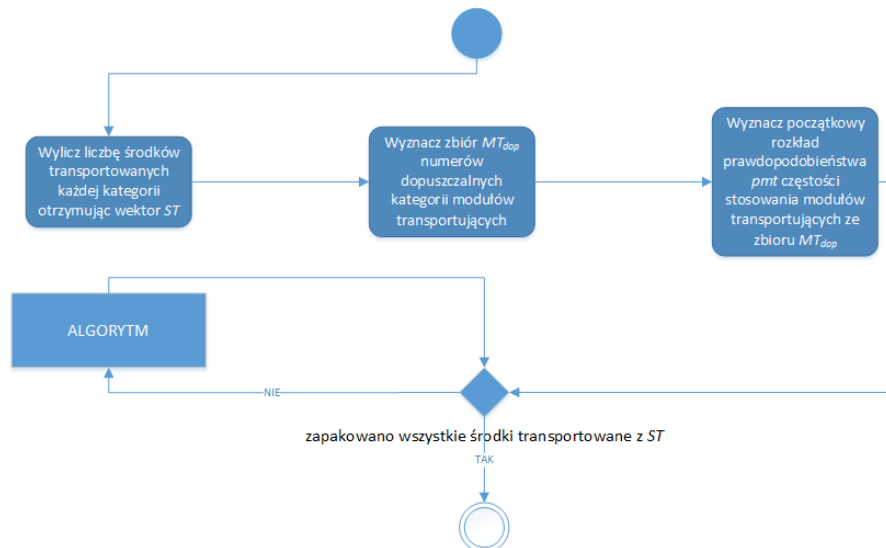 Wylicz liczbę środków
transportowanych
każdej kategorii
otrzymując wektor ST
Wyznacz zbiór MTdop
numerów
dopuszczalnych
kategorii modułów
transportujących
Wyznacz początkowy
rozkład
prawdopodobieństwa
pmt częstości
stosowania modułów
transportujących ze
zbioru MTdop
ALGORYTM
NIE
zapakowano wszystkie środki transportowane z ST
TAK